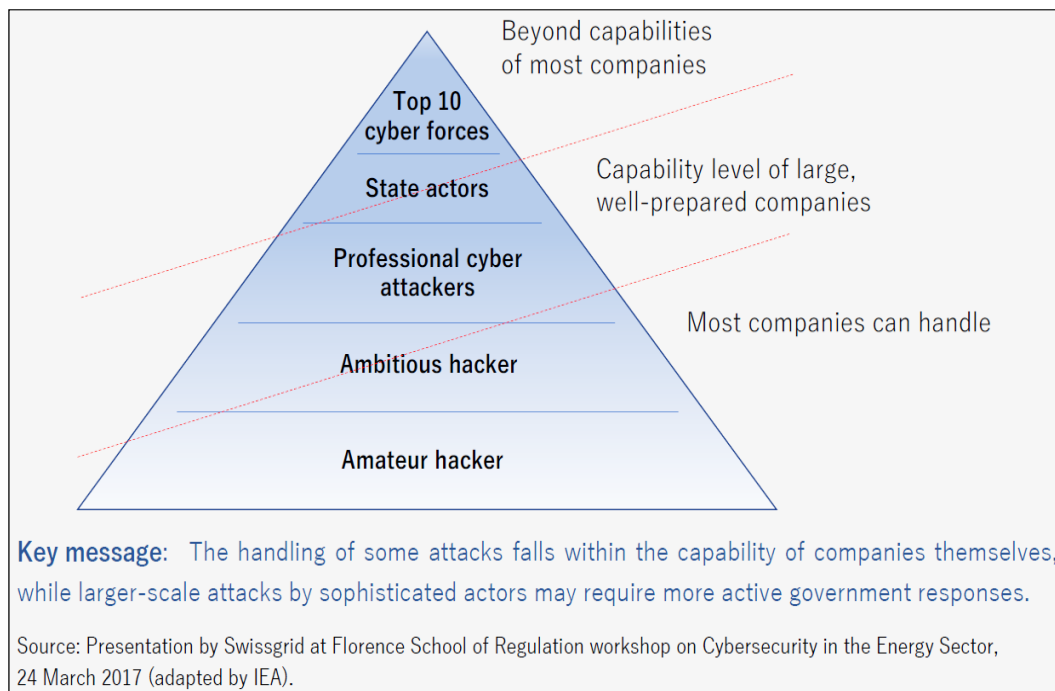 Beyond capabilities
of most companies
Top 10
cyber forces
State actors
Capability level of large,
well-prepared companies
Professional cyber
attackers
Most companies can handle
Ambitious hacker
Amateur hacker
Key message: The handling of some attacks falls within the capability of companies themselves,
while larger-scale attacks by sophisticated actors may require more active government responses.
Source: Presentation by Swissgrid at Florence School of Regulation workshop on Cybersecurity in the Energy Sector,
24 March 2017 (adapted by IEA).